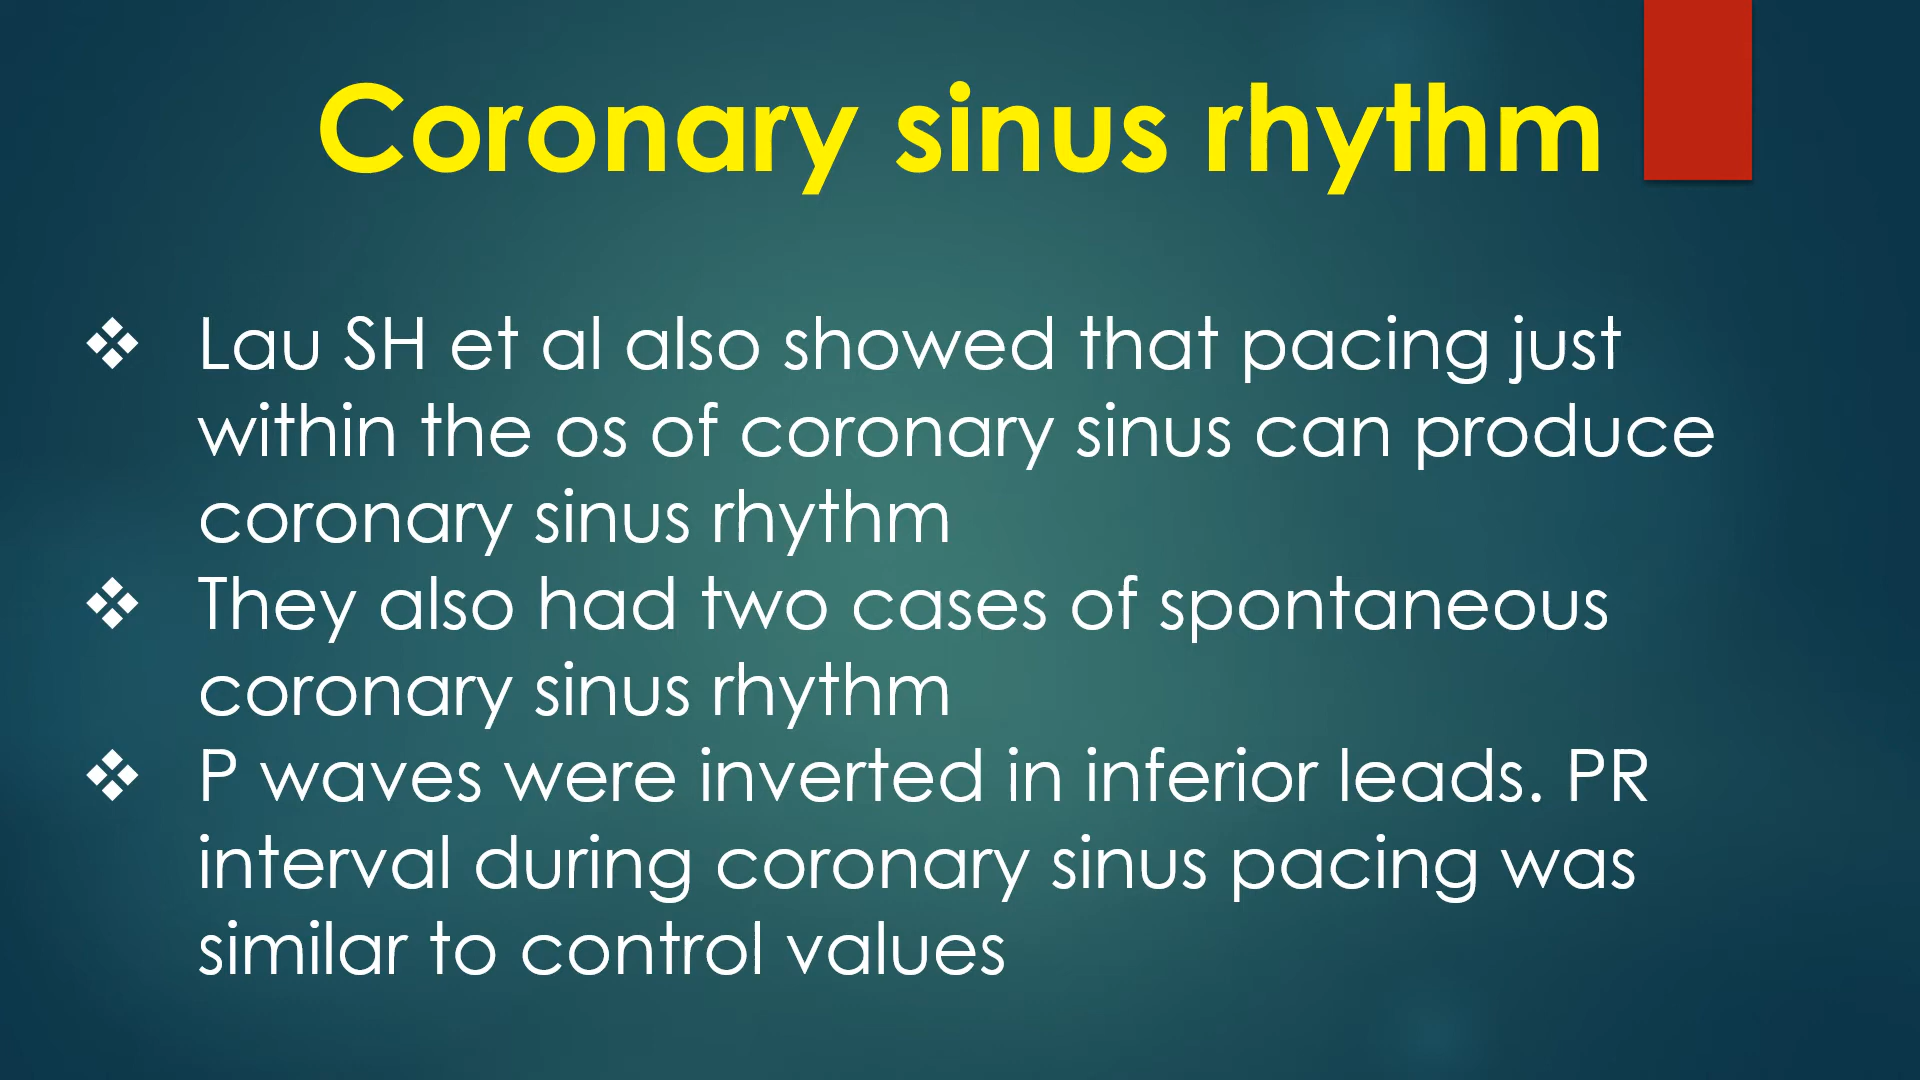 Coronary sinus rhythm
❖ Lau SH et al also showed that pacing just
within the os of coronary sinus can produce
coronary sinus rhythm
❖ They also had two cases of spontaneous
coronary sinus rhythm
❖ P waves were inverted in inferior leads. PR
interval during coronary sinus pacing was
similar to control values